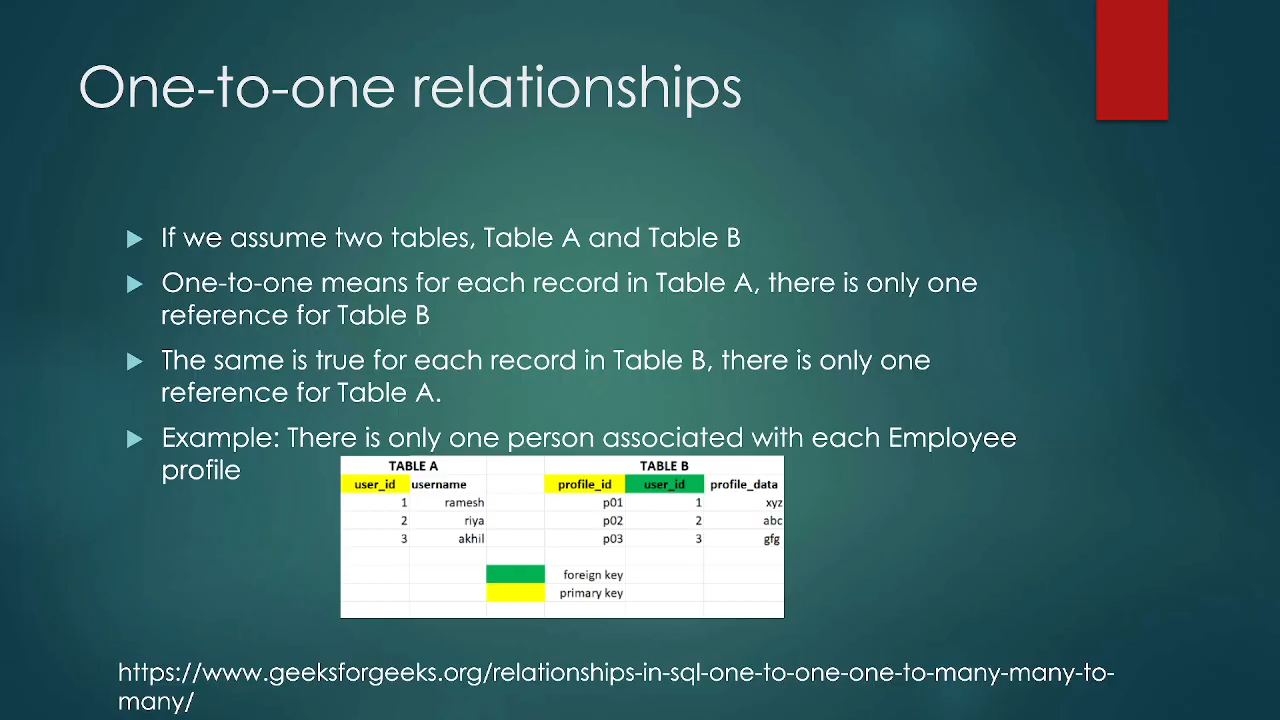 One-to-one relationships
If we assume two tables, Table A and Table B
One-to-one means for each record in Table A, there is only one
reference for Table B
The same is true for each record in Table B, there is only one
reference for Table A.
Example: There is only one person associated with each Employee
profile
TABLE A TABLE B
user_id username profile_id user_id profile_data
1 ramesh p01 1 xyz
2 riya p02 2 abc
3 akhil p03 3 gfg
foreign key
primary key
https://www.geeksforgeeks.org/relationships-in-sql-one-to-one-one-to-many-many-to-
many/